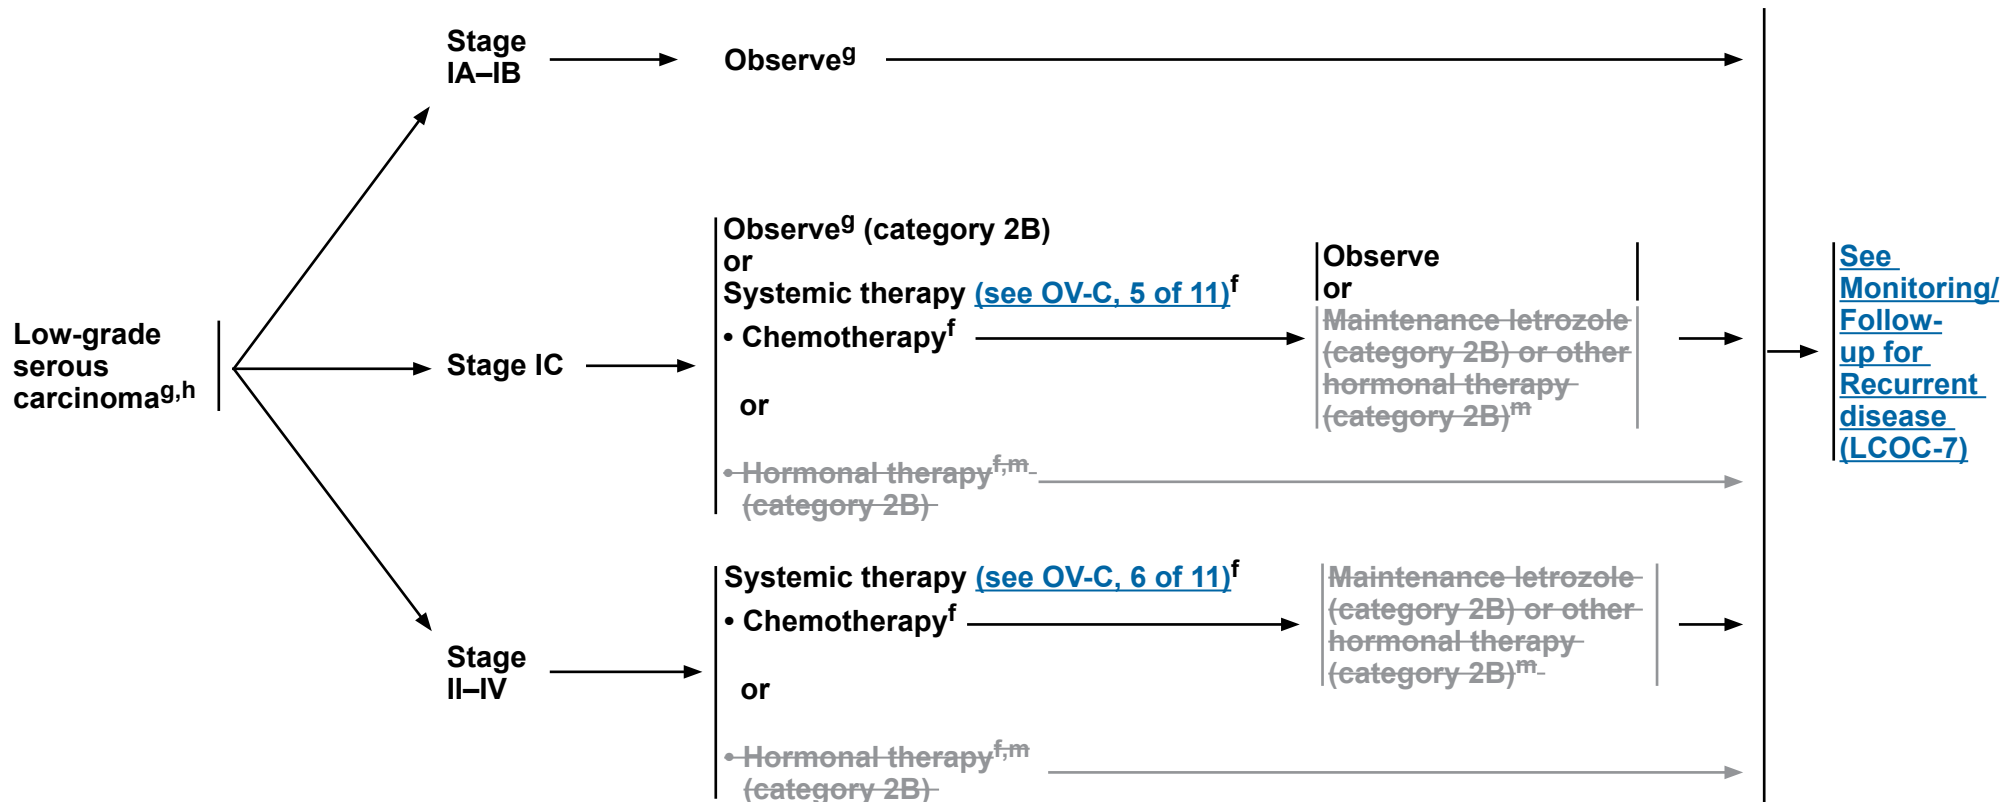 Stage
IA–IB
Observeg
Low-grade
serous
carcinomag,h
Stage IC
Observeg (category 2B)
or
Systemic therapy (see OV-C, 5 of 11)f
• Chemotherapyf
or
• Hormonal therapyf,m
(category 2B)
Observe
or
Maintenance letrozole
(category 2B) or other
hormonal therapy
(category 2B)m
Stage
II–IV
Systemic therapy (see OV-C, 6 of 11)f
• Chemotherapyf
or
• Hormonal therapyf,m
(category 2B)
Maintenance letrozole
(category 2B) or other
hormonal therapy
(category 2B)m
See
Monitoring/
Follow-
up for
Recurrent
disease
(LCOC-7)